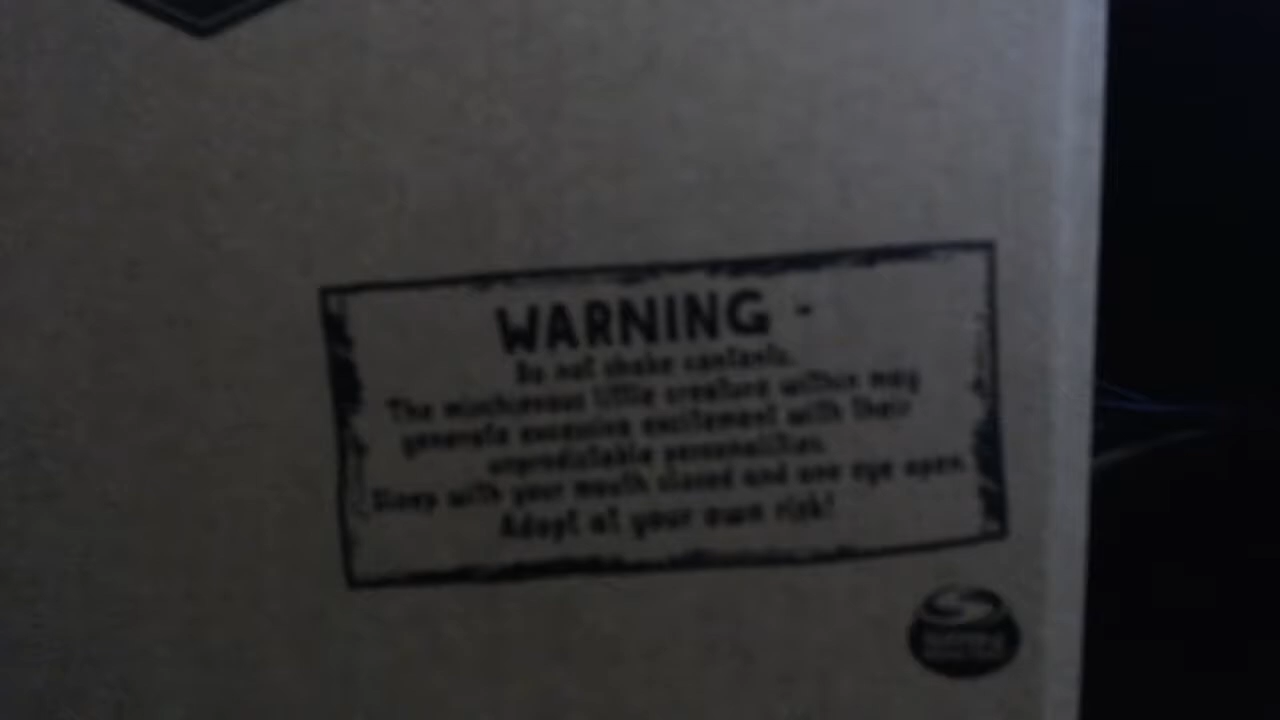 WARNING -
Do not shake contents.
The mischievous little creature within may
generate excessive excitement with their
unpredictable personalities.
Sleep with your mouth closed and one eye open.
Adopt at your own risk!